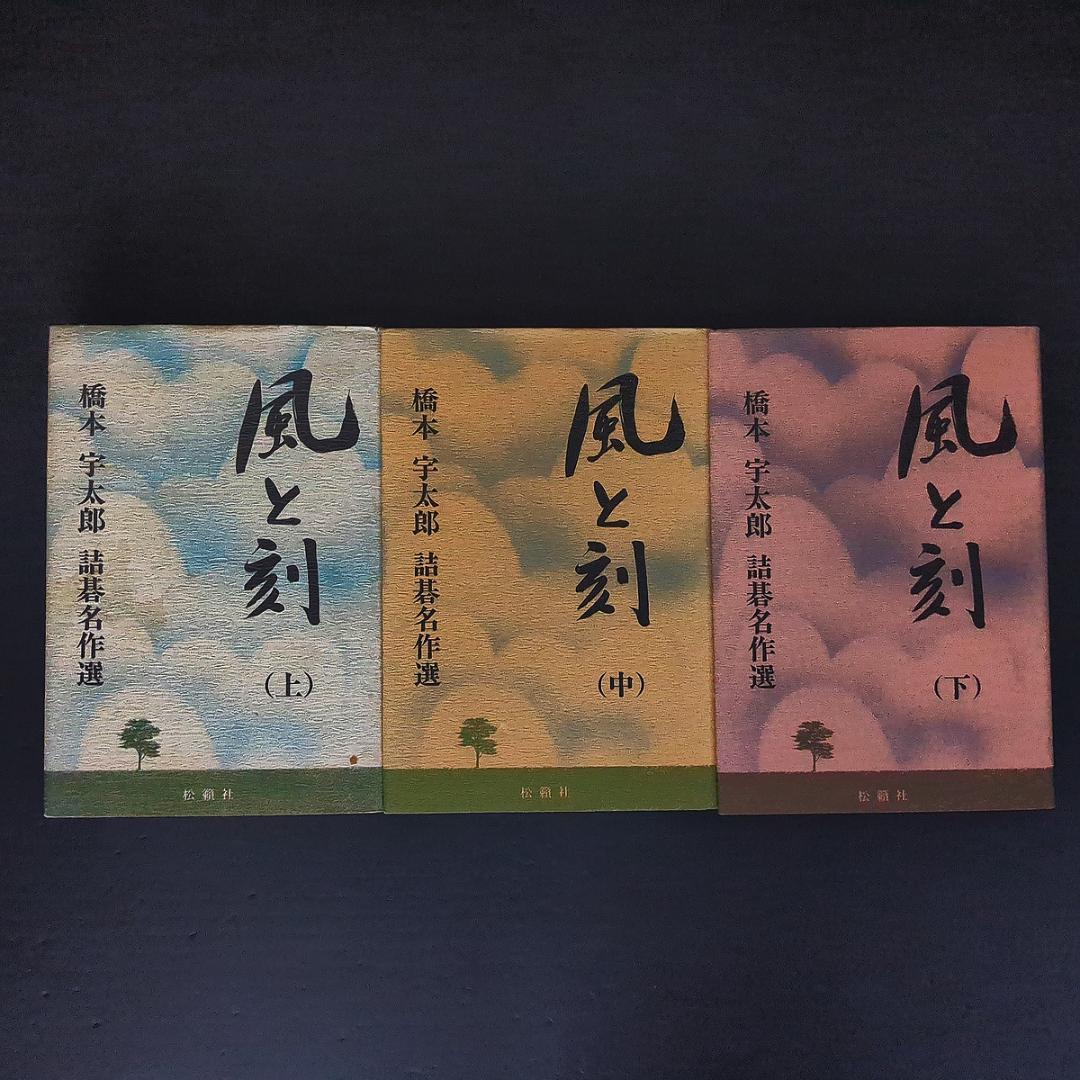 風と刻
(上)
橋本 宇太郎 詰碁名作選
松籟社
風と刻
(中)
橋本 宇太郎 詰碁名作選
松籟社
風と刻
(下)
橋本 宇太郎 詰碁名作選
松籟社